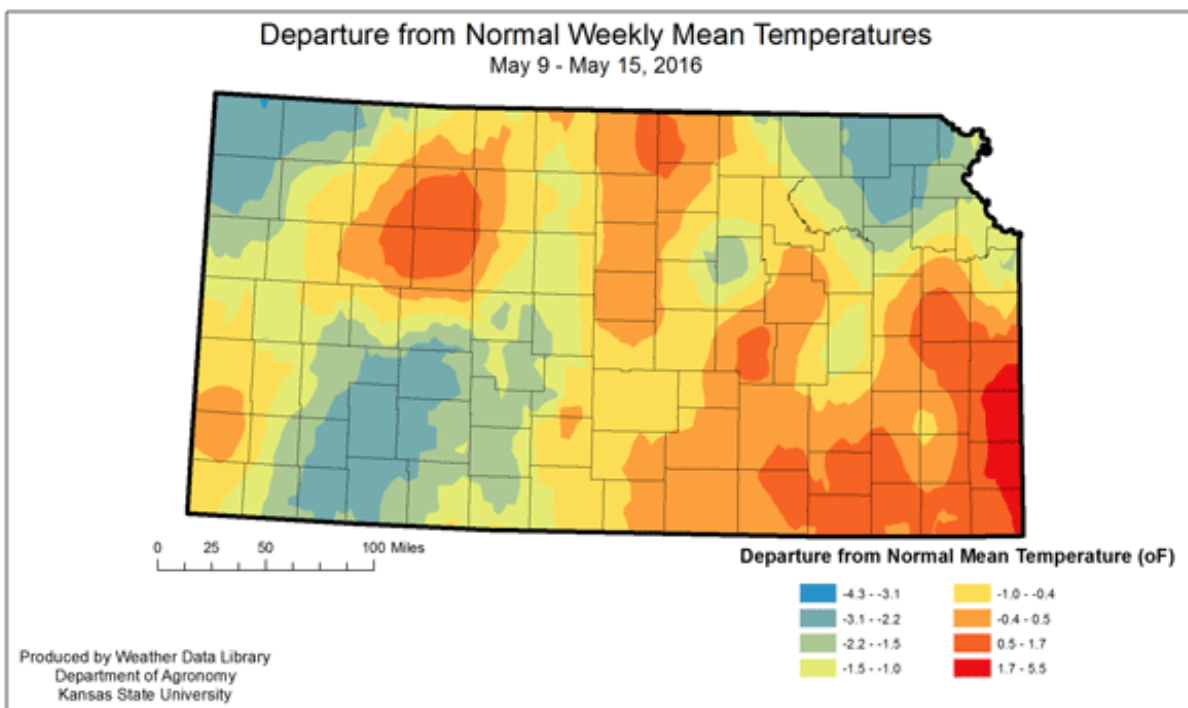 Departure from Normal Weekly Mean Temperatures
May 9 - May 15, 2016
0 25 50 100 Miles
Departure from Normal Mean Temperature (oF)
-4.3 - -3.1
-3.1 - -2.2
-2.2 - -1.5
-1.5 - -1.0
-1.0 - -0.4
-0.4 - 0.5
0.5 - 1.7
1.7 - 5.5
Produced by Weather Data Library
Department of Agronomy
Kansas State University